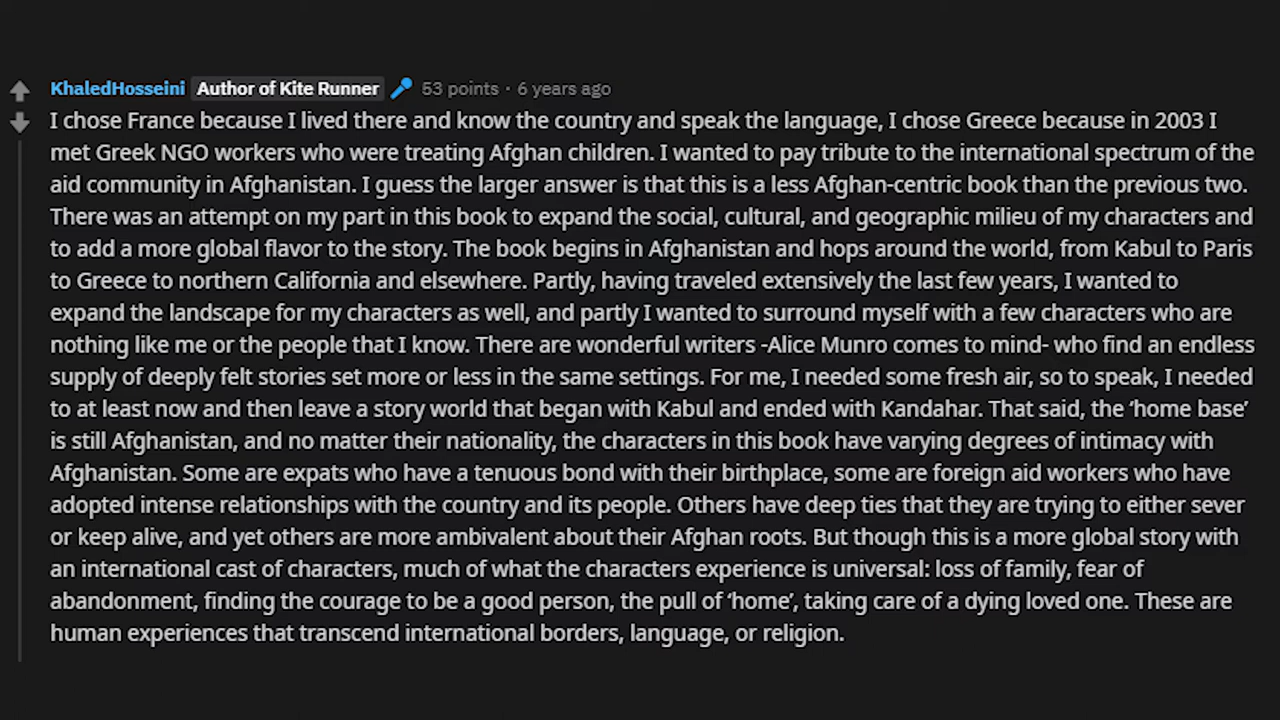 KhaledHosseini Author of Kite Runner 53 points · 6 years ago
I chose France because I lived there and know the country and speak the language, I chose Greece because in 2003 I
met Greek NGO workers who were treating Afghan children. I wanted to pay tribute to the international spectrum of the
aid community in Afghanistan. I guess the larger answer is that this is a less Afghan-centric book than the previous two.
There was an attempt on my part in this book to expand the social, cultural, and geographic milieu of my characters and
to add a more global flavor to the story. The book begins in Afghanistan and hops around the world, from Kabul to Paris
to Greece to northern California and elsewhere. Partly, having traveled extensively the last few years, I wanted to
expand the landscape for my characters as well, and partly I wanted to surround myself with a few characters who are
nothing like me or the people that I know. There are wonderful writers -Alice Munro comes to mind- who find an endless
supply of deeply felt stories set more or less in the same settings. For me, I needed some fresh air, so to speak, I needed
to at least now and then leave a story world that began with Kabul and ended with Kandahar. That said, the ‘home base’
is still Afghanistan, and no matter their nationality, the characters in this book have varying degrees of intimacy with
Afghanistan. Some are expats who have a tenuous bond with their birthplace, some are foreign aid workers who have
adopted intense relationships with the country and its people. Others have deep ties that they are trying to either sever
or keep alive, and yet others are more ambivalent about their Afghan roots. But though this is a more global story with
an international cast of characters, much of what the characters experience is universal: loss of family, fear of
abandonment, finding the courage to be a good person, the pull of ‘home’, taking care of a dying loved one. These are
human experiences that transcend international borders, language, or religion.